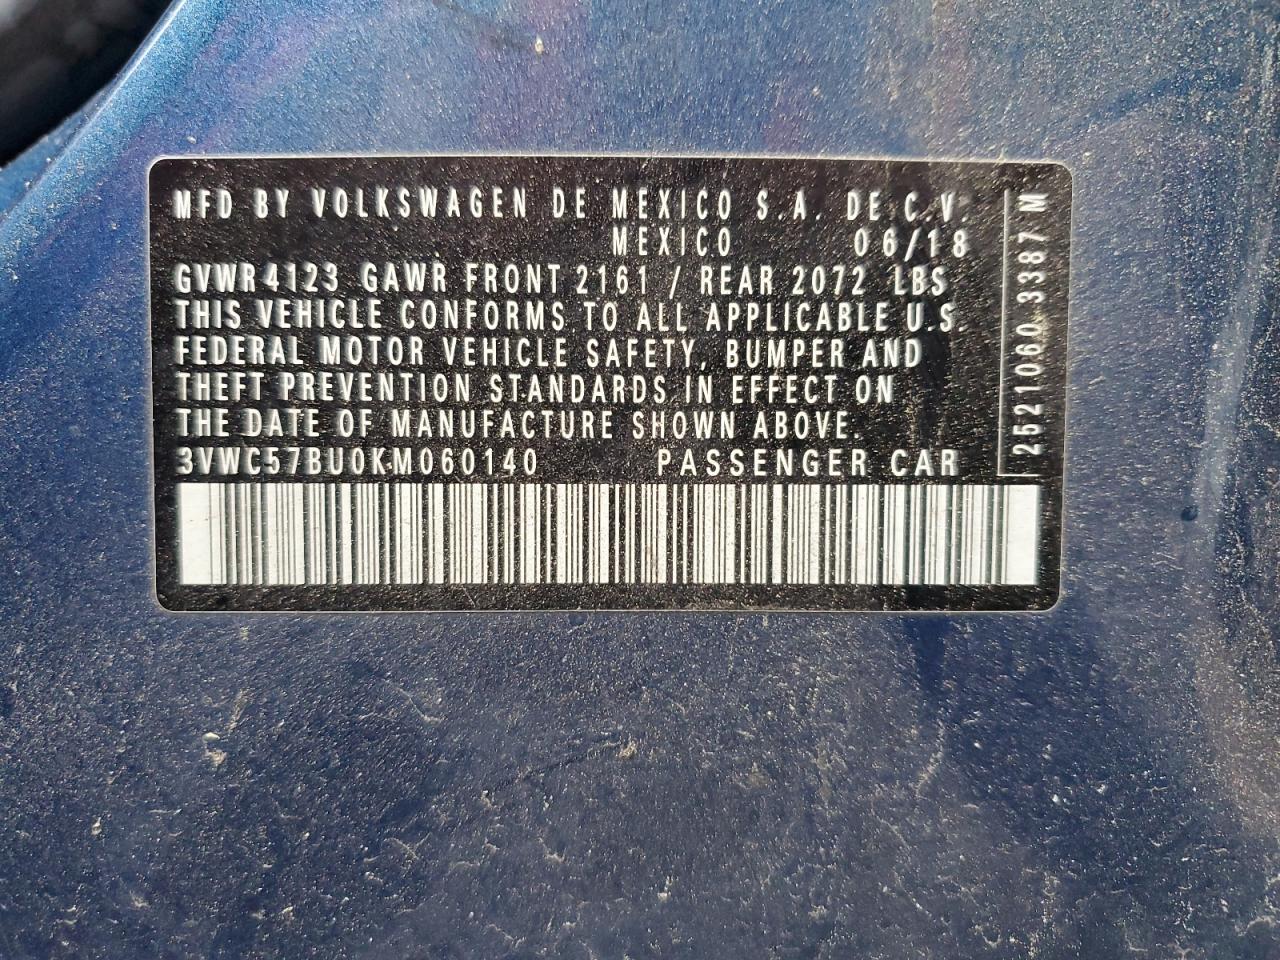 MFD BY VOLKSWAGEN DE MEXICO S.A. DE C.V.
MEXICO 06/18
GVWR 4123 GAWR FRONT 2161 / REAR 2072 LBS
THIS VEHICLE CONFORMS TO ALL APPLICABLE U.S.
FEDERAL MOTOR VEHICLE SAFETY, BUMPER AND
THEFT PREVENTION STANDARDS IN EFFECT ON
THE DATE OF MANUFACTURE SHOWN ABOVE.
3VWC57BU0KM060140 PASSENGER CAR
2521060 3387 M